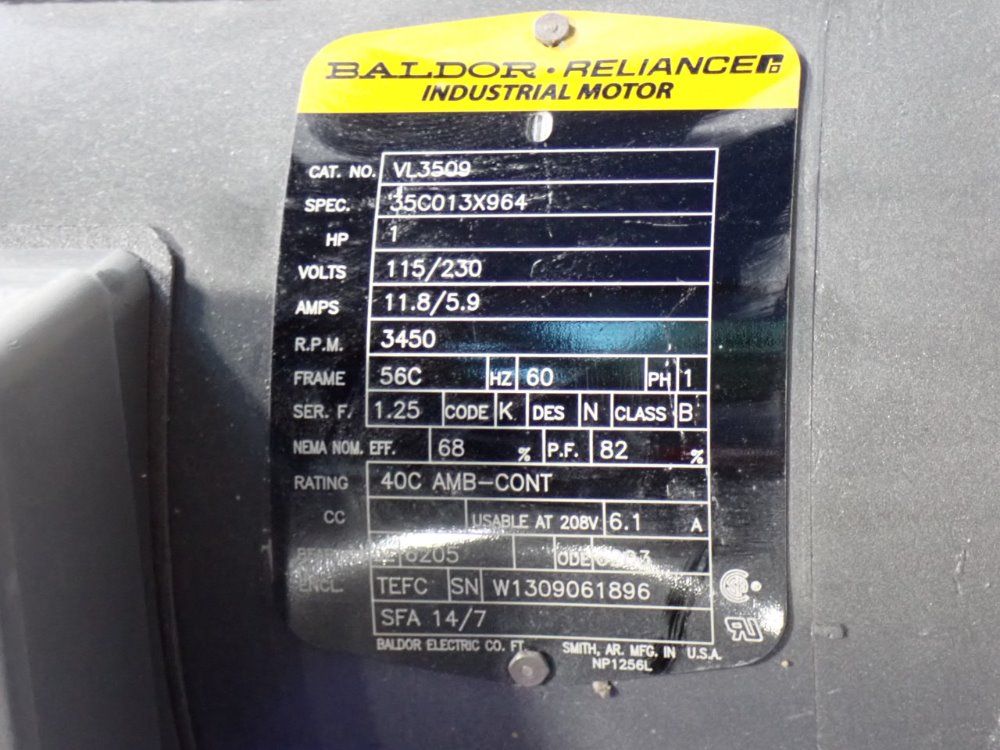 BALDOR • RELIANCE
INDUSTRIAL MOTOR
CAT. NO. VL3509
SPEC. 35C013X964
HP 1
VOLTS 115/230
AMPS 11.8/5.9
R.P.M. 3450
FRAME 56C HZ 60 PH 1
SER. F. 1.25 CODE K DES N CLASS B
NEMA NOM. EFF. 68 % P.F. 82 %
RATING 40C AMB-CONT
CC USABLE AT 208V 6.1 A
6205 ODE
ENCL. TEFC SN W1309061896
SFA 14/7
BALDOR ELECTRIC CO. FT. SMITH, AR. MFG. IN U.S.A.
NP1256L